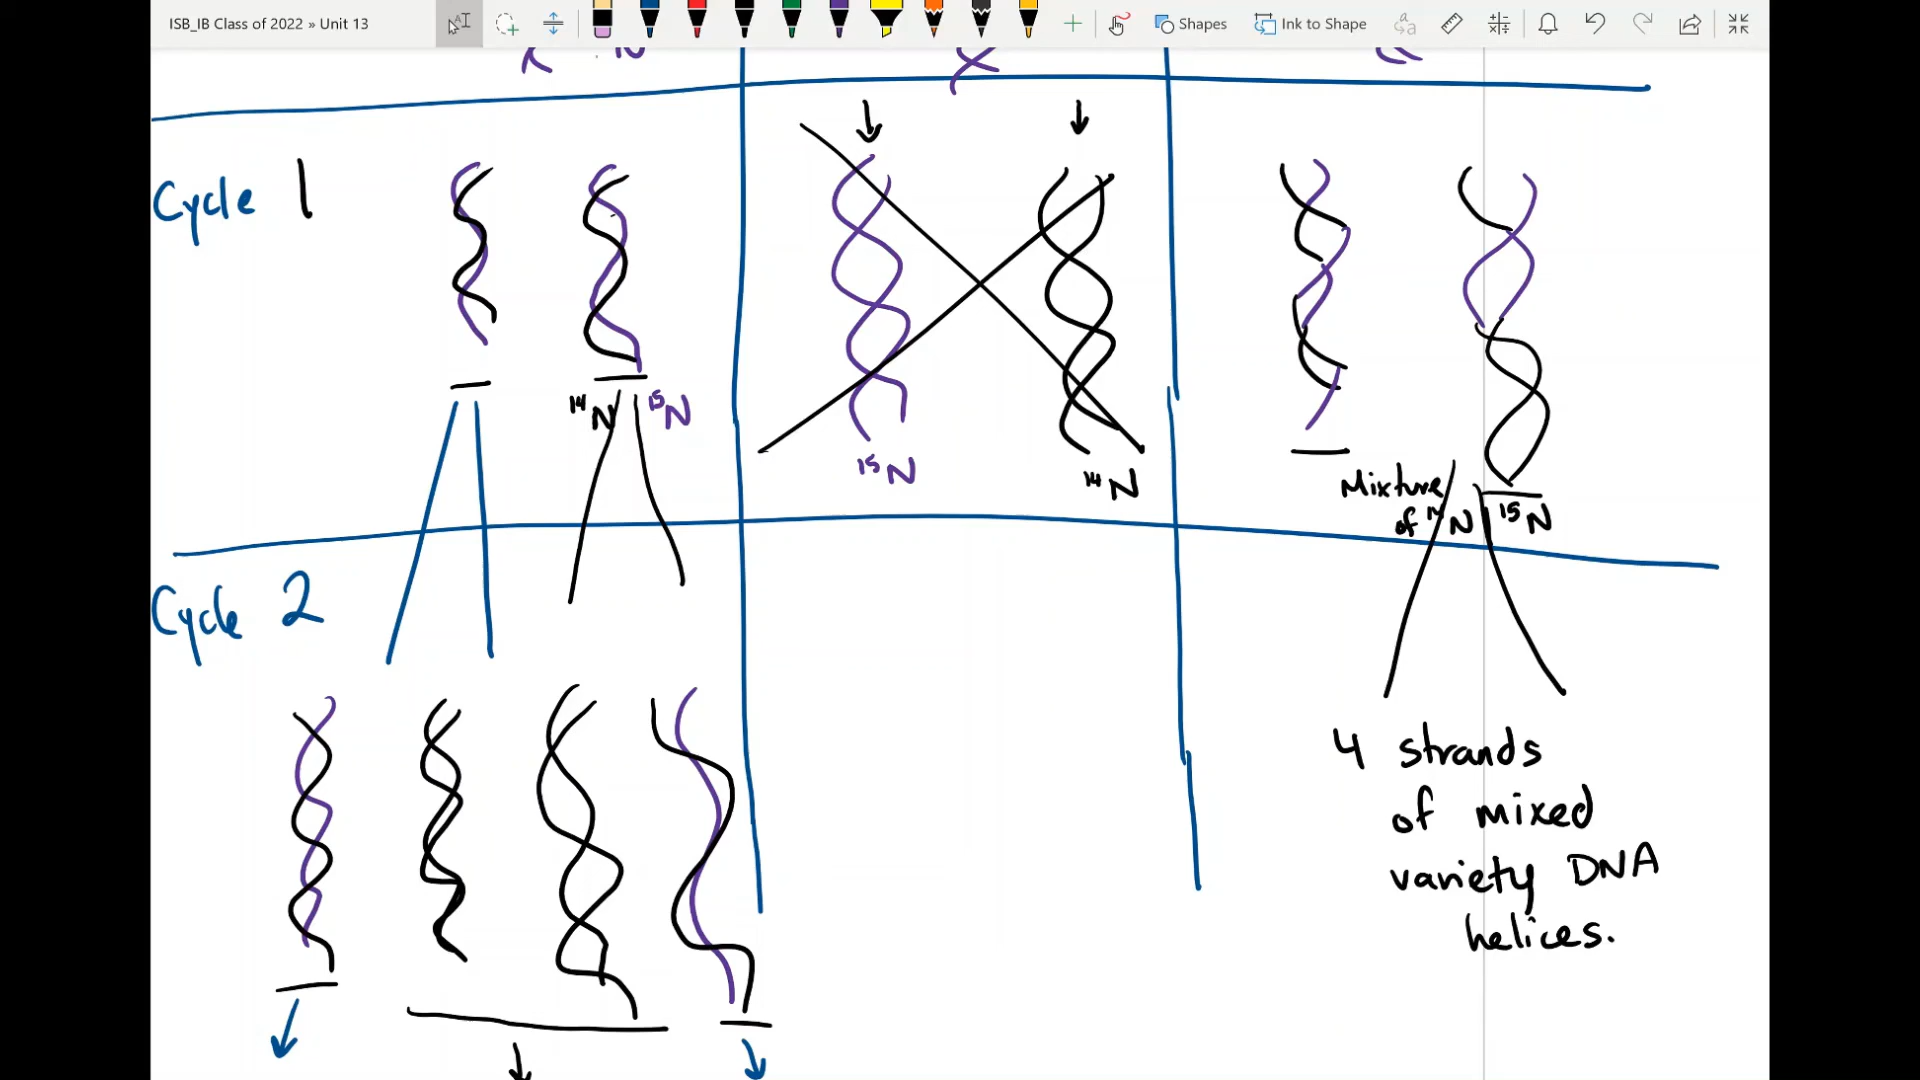 ISB_IB Class of 2022 » Unit 13
Shapes
Ink to Shape
Cycle 1
14N 15N
15N
14N
Mixture
of 14N 15N
Cycle 2
4 strands
of mixed
variety DNA
helices.